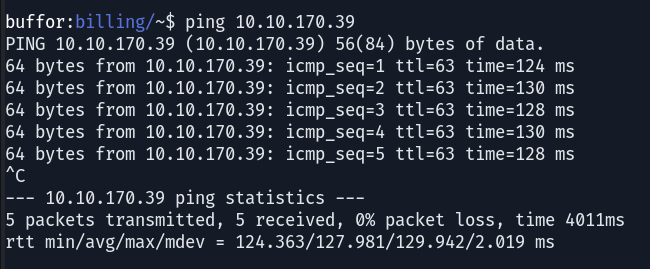 buffor:billing/~$ ping 10.10.170.39
PING 10.10.170.39 (10.10.170.39) 56(84) bytes of data.
64 bytes from 10.10.170.39: icmp_seq=1 ttl=63 time=124 ms
64 bytes from 10.10.170.39: icmp_seq=2 ttl=63 time=130 ms
64 bytes from 10.10.170.39: icmp_seq=3 ttl=63 time=128 ms
64 bytes from 10.10.170.39: icmp_seq=4 ttl=63 time=130 ms
64 bytes from 10.10.170.39: icmp_seq=5 ttl=63 time=128 ms
^C
--- 10.10.170.39 ping statistics ---
5 packets transmitted, 5 received, 0% packet loss, time 4011ms
rtt min/avg/max/mdev = 124.363/127.981/129.942/2.019 ms